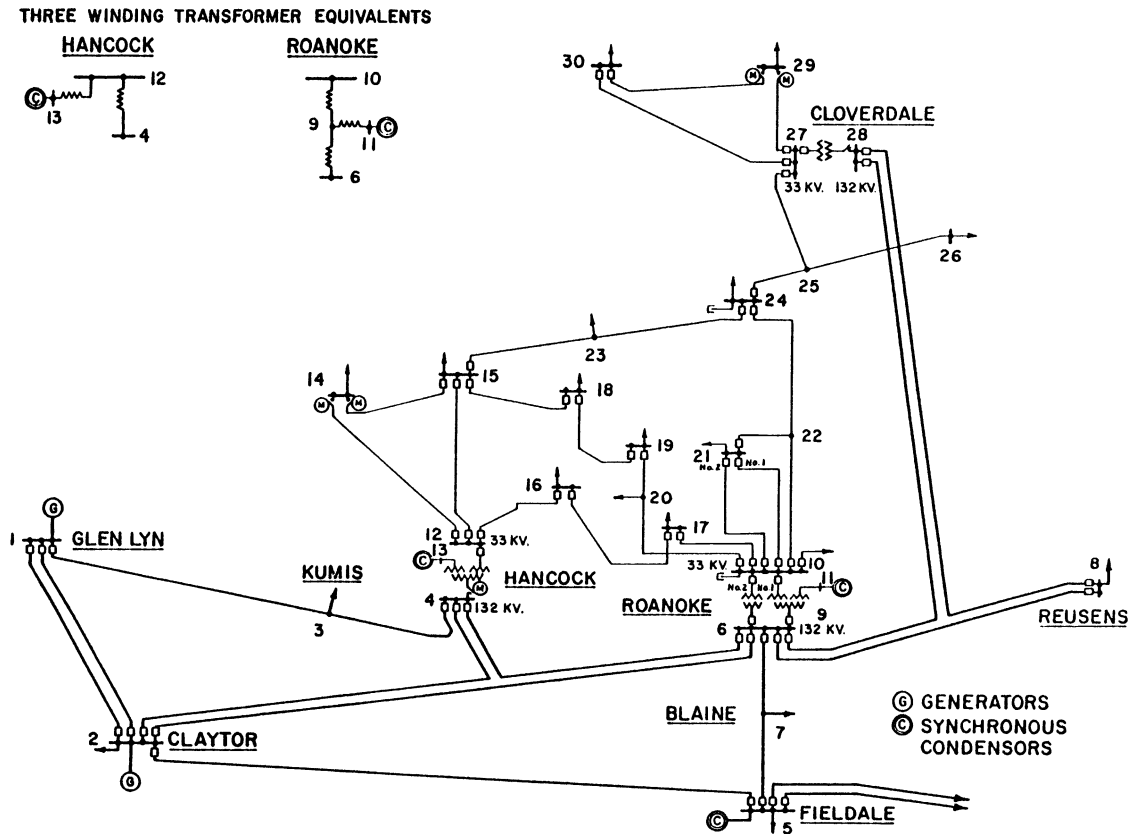 THREE WINDING TRANSFORMER EQUIVALENTS
HANCOCK
ROANOKE
12
C
13
4
10
9
C
11
6
30
29
M
M
CLOVERDALE
27
28
33 KV.
132 KV.
26
25
24
23
15
14
M
M
18
19
22
21
No.2
No.1
16
20
17
12
33 KV.
13
C
HANCOCK
M
4
132 KV.
G
1
GLEN LYN
KUMIS
3
33 KV.
10
No.2
No.1
11
C
ROANOKE
9
6
132 KV.
8
REUSENS
BLAINE
7
2
CLAYTOR
G
G GENERATORS
C SYNCHRONOUS
CONDENSORS
C
5
FIELDALE